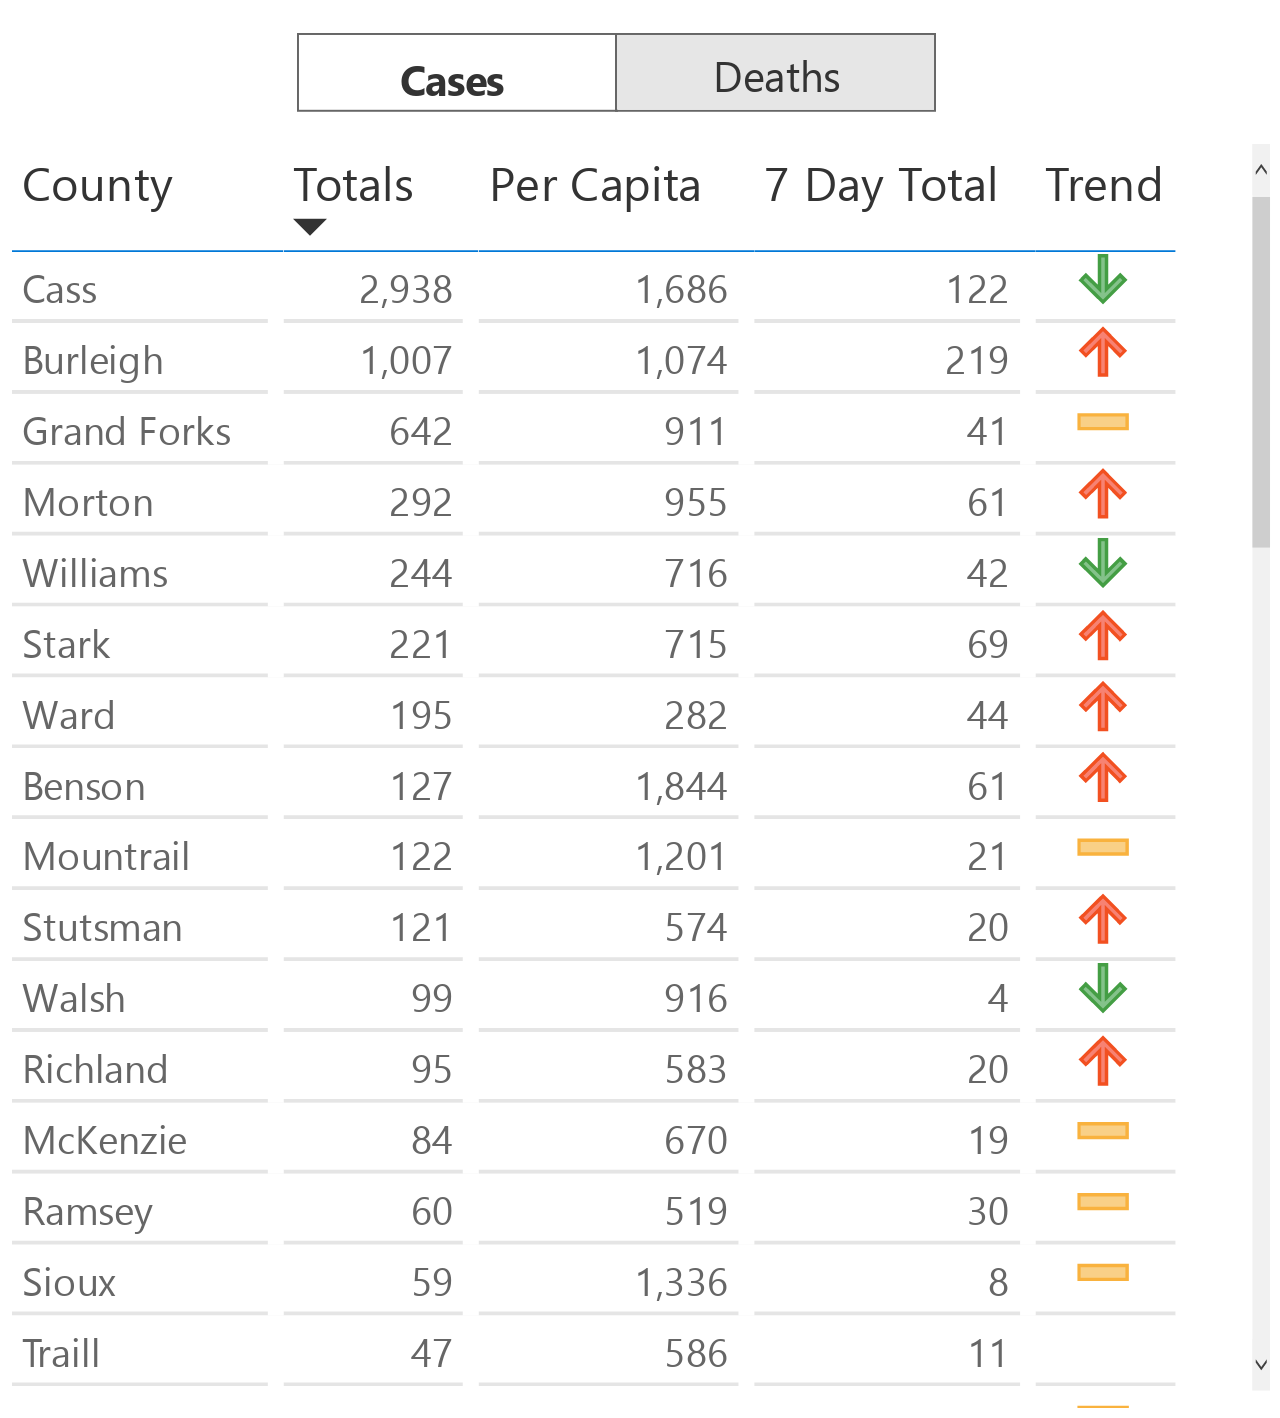 Cases Deaths
County Totals Per Capita 7 Day Total Trend
Cass 2,938 1,686 122
Burleigh 1,007 1,074 219
Grand Forks 642 911 41
Morton 292 955 61
Williams 244 716 42
Stark 221 715 69
Ward 195 282 44
Benson 127 1,844 61
Mountrail 122 1,201 21
Stutsman 121 574 20
Walsh 99 916 4
Richland 95 583 20
McKenzie 84 670 19
Ramsey 60 519 30
Sioux 59 1,336 8
Traill 47 586 11